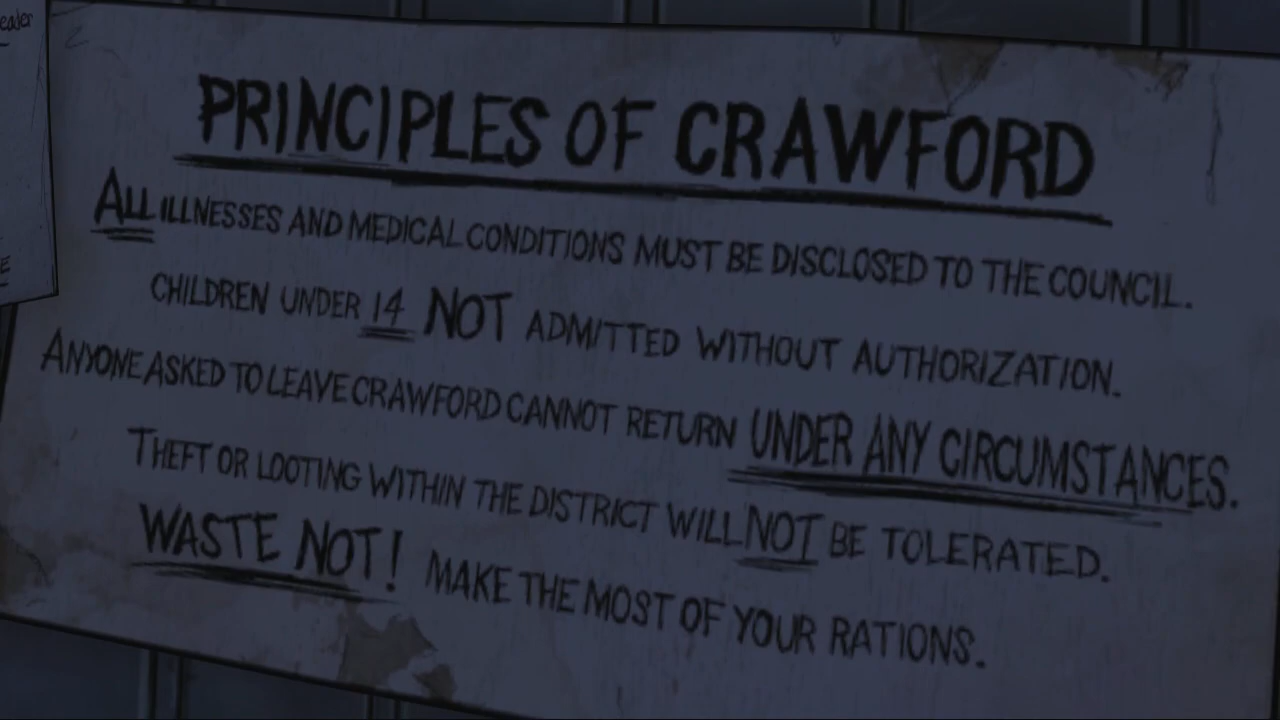 eader
PRINCIPLES OF CRAWFORD
ALL ILLNESSES AND MEDICAL CONDITIONS MUST BE DISCLOSED TO THE COUNCIL.
CHILDREN UNDER 14 NOT ADMITTED WITHOUT AUTHORIZATION.
ANYONE ASKED TO LEAVE CRAWFORD CANNOT RETURN UNDER ANY CIRCUMSTANCES.
THEFT OR LOOTING WITHIN THE DISTRICT WILL NOT BE TOLERATED.
E
WASTE NOT! MAKE THE MOST OF YOUR RATIONS.